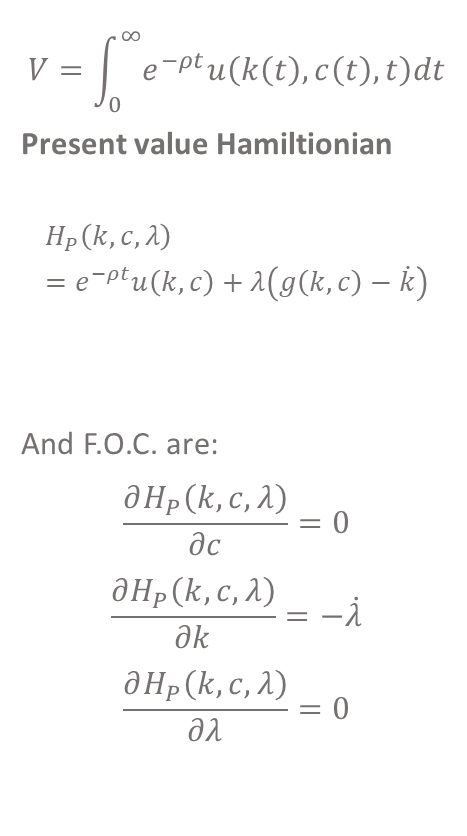 V = ∫₀^∞ e^{−ρt} u(k(t), c(t), t)dt
Present value Hamiltionian
H_P(k, c, λ)
= e^{−ρt} u(k, c) + λ(g(k, c) − k̇)
And F.O.C. are:
∂H_P(k, c, λ)/∂c = 0
∂H_P(k, c, λ)/∂k = −λ̇
∂H_P(k, c, λ)/∂λ = 0